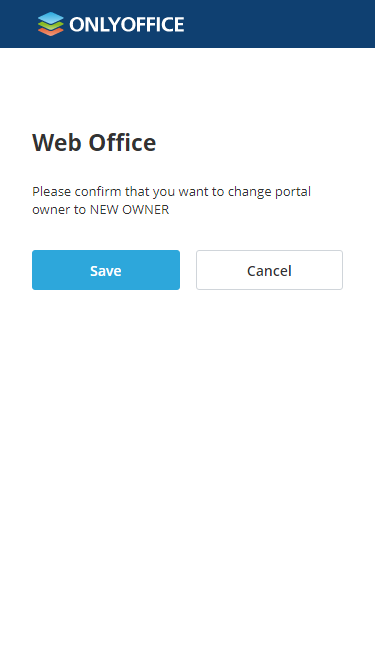 ONLYOFFICE
Web Office
Please confirm that you want to change portal
owner to NEW OWNER
Save
Cancel